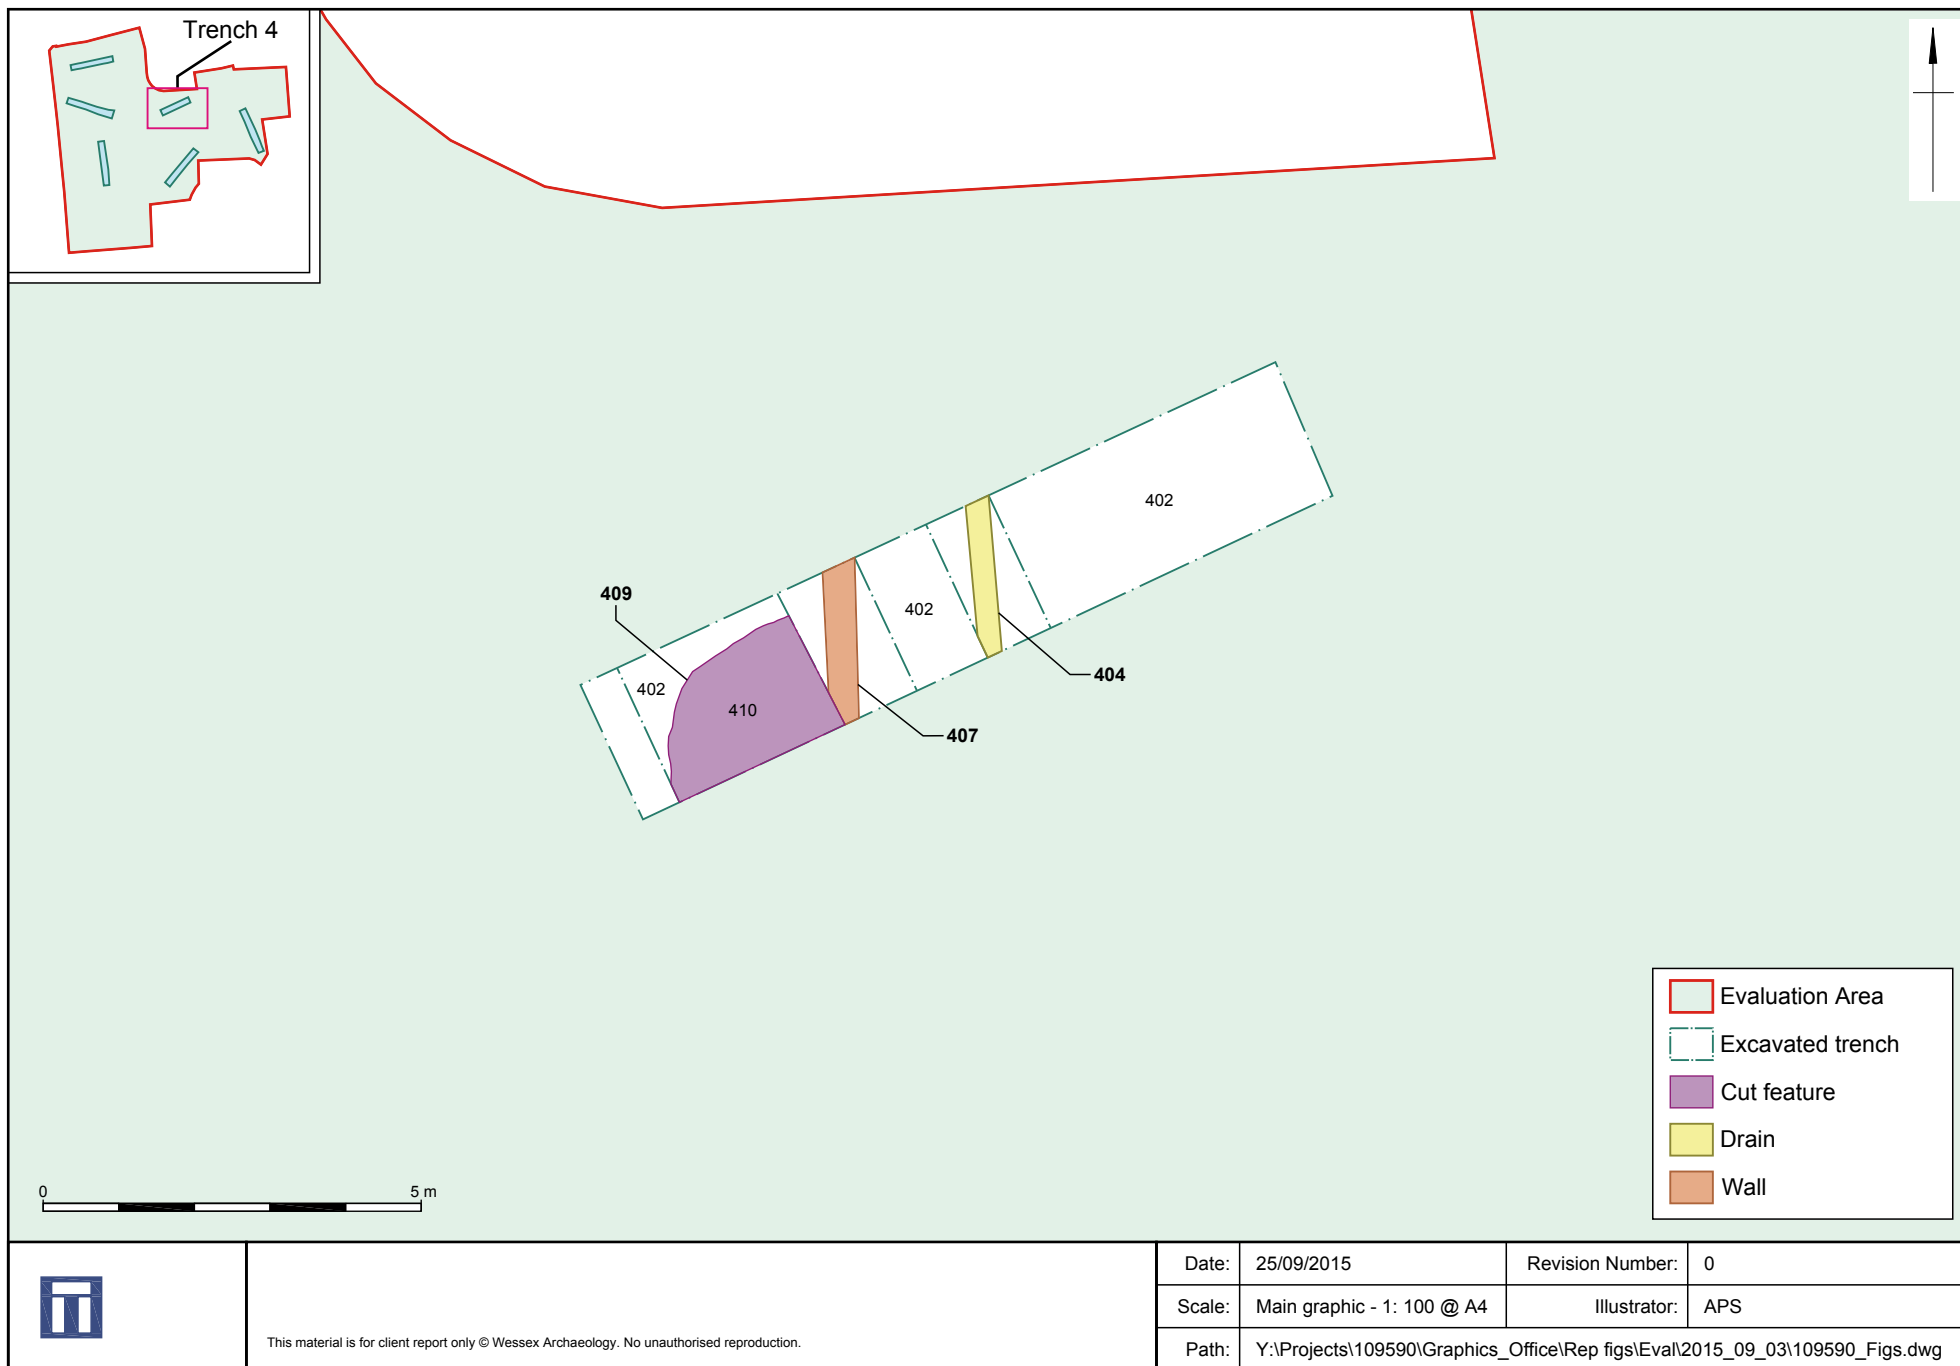 Trench 4
402
409
402
404
402
410
407
Evaluation Area
Excavated trench
Cut feature
Drain
Wall
0 5 m
Date: 25/09/2015 Revision Number: 0
Scale: Main graphic - 1: 100 @ A4 Illustrator: APS
This material is for client report only © Wessex Archaeology. No unauthorised reproduction.
Path: Y:\Projects\109590\Graphics_Office\Rep figs\Eval\2015_09_03\109590_Figs.dwg